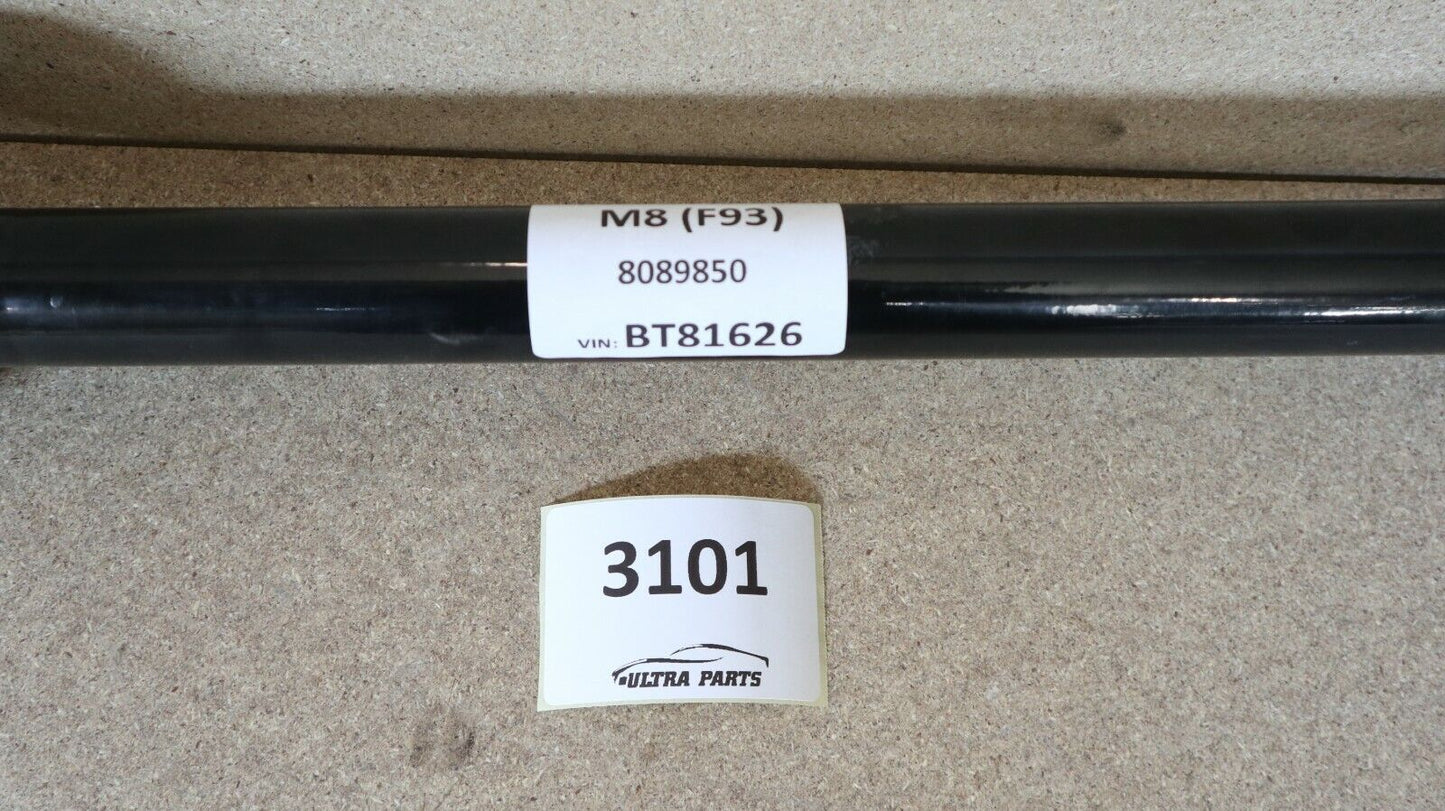 M8 (F93)
8089850
VIN: BT81626
3101
ULTRA PARTS